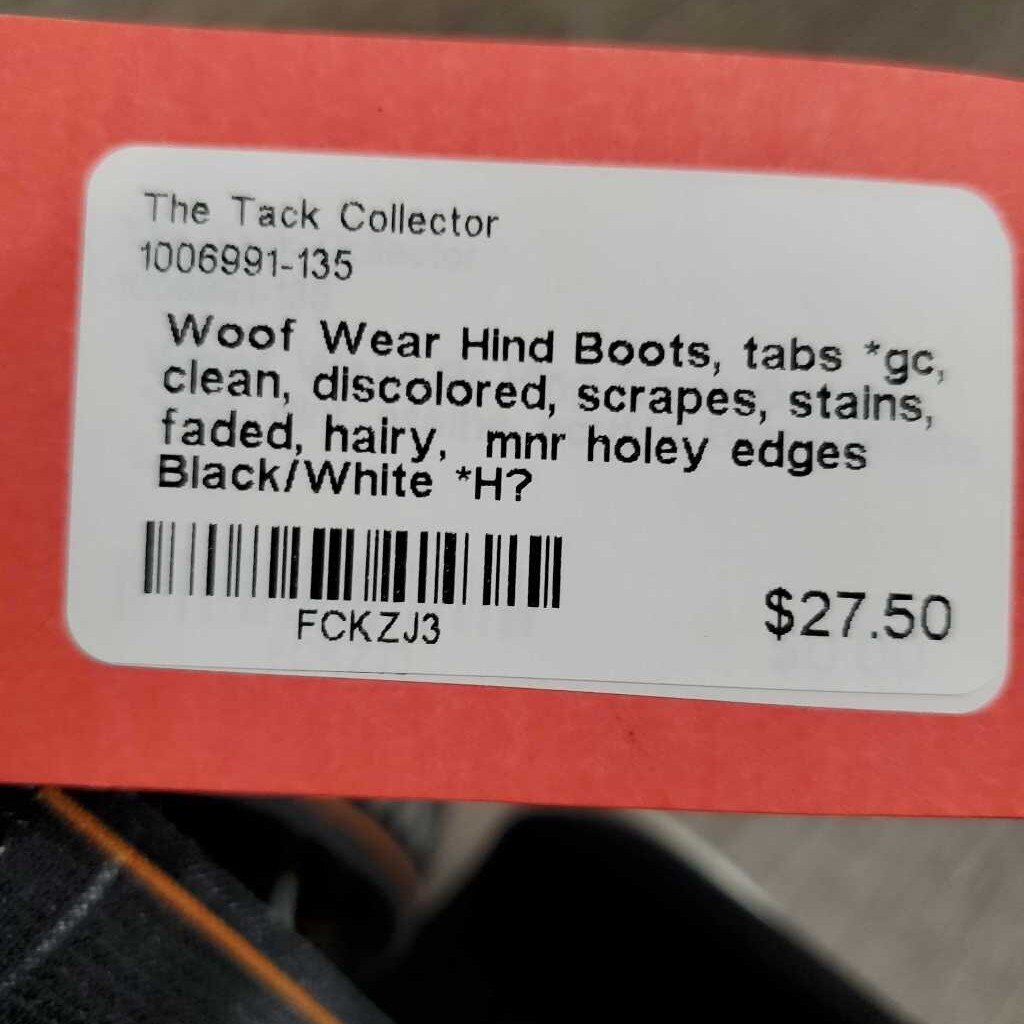 The Tack Collector
1006991-135
Woof Wear Hind Boots, tabs *gc,
clean, discolored, scrapes, stains,
faded, hairy, mnr holey edges
Black/White *H?
FCKZJ3
$27.50